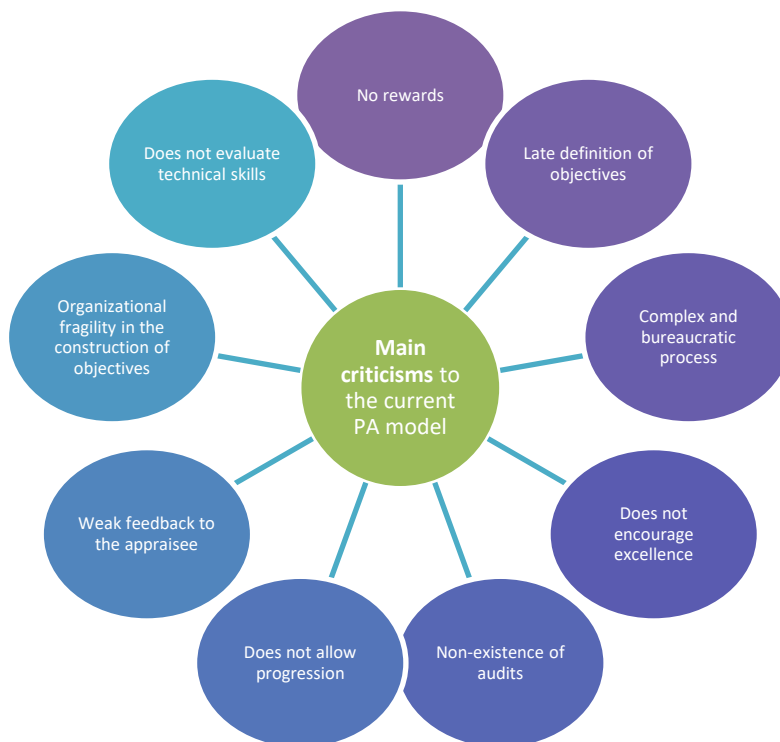 No rewards
Late definition of
objectives
Complex and
bureaucratic
process
Does not
encourage
excellence
Non-existence of
audits
Does not allow
progression
Weak feedback to
the appraisee
Organizational
fragility in the
construction of
objectives
Does not evaluate
technical skills
Main
criticisms to
the current
PA model